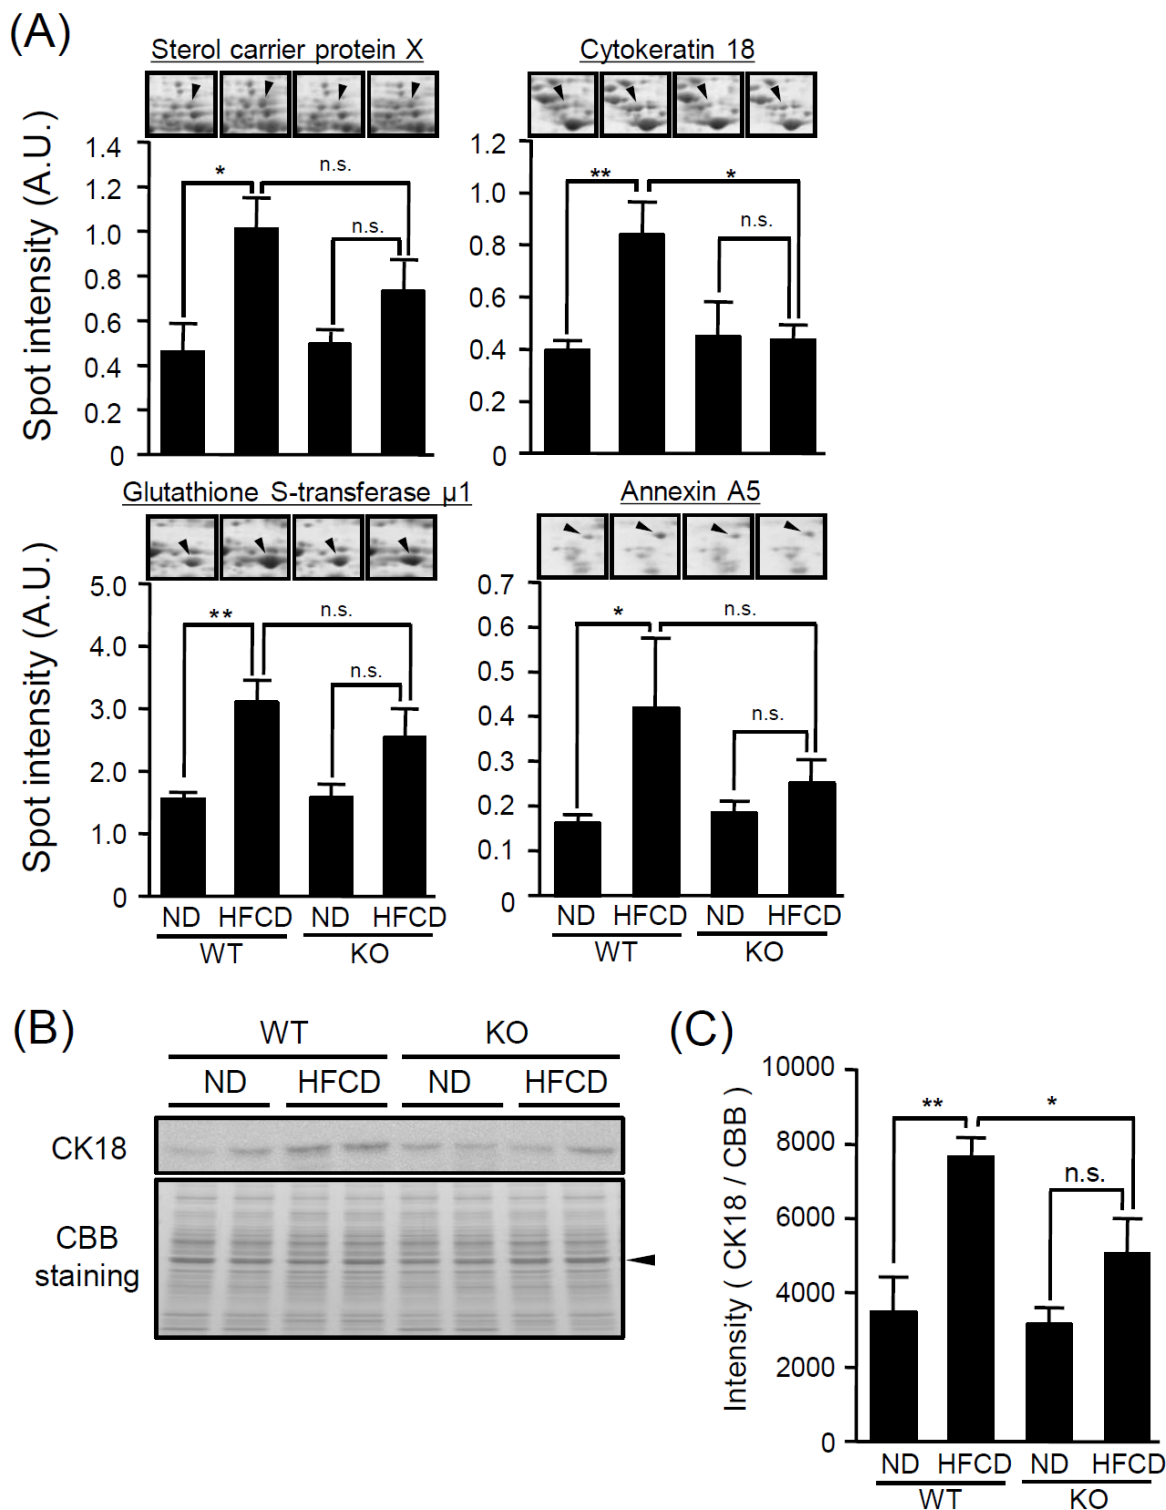 (A)
Sterol carrier protein X
Cytokeratin 18
Spot intensity (A.U.)
1.4
1.2
1.0
0.8
0.6
0.4
0.2
0
*
n.s.
n.s.
1.2
1.0
0.8
0.6
0.4
0.2
0
**
*
n.s.
Glutathione S-transferase µ1
Annexin A5
Spot intensity (A.U.)
5.0
4.0
3.0
2.0
1.0
0
**
n.s.
n.s.
ND HFCD ND HFCD
WT KO
0.7
0.6
0.5
0.4
0.3
0.2
0.1
0
*
n.s.
n.s.
ND HFCD ND HFCD
WT KO
(B)
WT KO
ND HFCD ND HFCD
CK18
CBB
staining
(C)
Intensity ( CK18 / CBB )
10000
8000
6000
4000
2000
0
**
*
n.s.
ND HFCD ND HFCD
WT KO